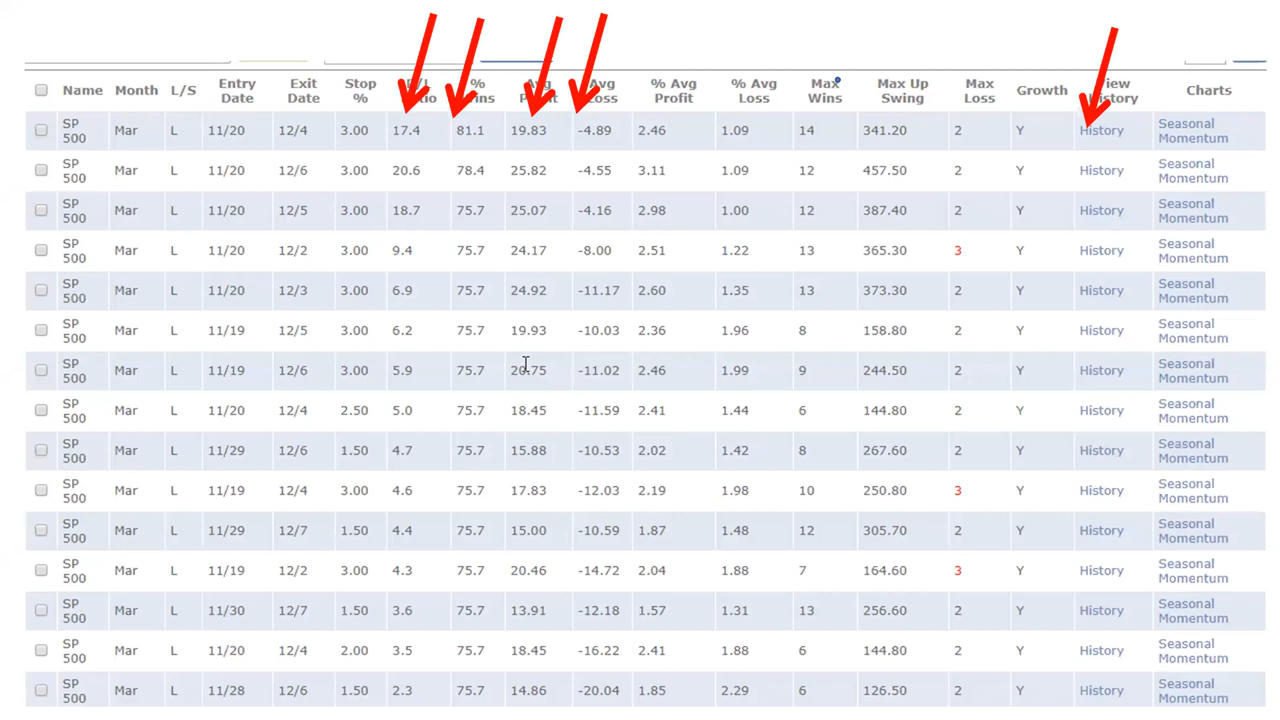 Name Month L/S Entry Date Exit Date Stop % % Avg Profit % Avg Loss Max Wins Max Up Swing Max Loss Growth Charts
SP 500 Mar L 11/20 12/4 3.00 17.4 81.1 19.83 -4.89 2.46 1.09 14 341.20 2 Y History Seasonal Momentum
SP 500 Mar L 11/20 12/6 3.00 20.6 78.4 25.82 -4.55 3.11 1.09 12 457.50 2 Y History Seasonal Momentum
SP 500 Mar L 11/20 12/5 3.00 18.7 75.7 25.07 -4.16 2.98 1.00 12 387.40 2 Y History Seasonal Momentum
SP 500 Mar L 11/20 12/2 3.00 9.4 75.7 24.17 -8.00 2.51 1.22 13 365.30 3 Y History Seasonal Momentum
SP 500 Mar L 11/20 12/3 3.00 6.9 75.7 24.92 -11.17 2.60 1.35 13 373.30 2 Y History Seasonal Momentum
SP 500 Mar L 11/19 12/5 3.00 6.2 75.7 19.93 -10.03 2.36 1.96 8 158.80 2 Y History Seasonal Momentum
SP 500 Mar L 11/19 12/6 3.00 5.9 75.7 20.75 -11.02 2.46 1.99 9 244.50 2 Y History Seasonal Momentum
SP 500 Mar L 11/20 12/4 2.50 5.0 75.7 18.45 -11.59 2.41 1.44 6 144.80 2 Y History Seasonal Momentum
SP 500 Mar L 11/29 12/6 1.50 4.7 75.7 15.88 -10.53 2.02 1.42 8 267.60 2 Y History Seasonal Momentum
SP 500 Mar L 11/19 12/4 3.00 4.6 75.7 17.83 -12.03 2.19 1.98 10 250.80 3 Y History Seasonal Momentum
SP 500 Mar L 11/29 12/7 1.50 4.4 75.7 15.00 -10.59 1.87 1.48 12 305.70 2 Y History Seasonal Momentum
SP 500 Mar L 11/19 12/2 3.00 4.3 75.7 20.46 -14.72 2.04 1.88 7 164.60 3 Y History Seasonal Momentum
SP 500 Mar L 11/30 12/7 1.50 3.6 75.7 13.91 -12.18 1.57 1.31 13 256.60 2 Y History Seasonal Momentum
SP 500 Mar L 11/20 12/4 2.00 3.5 75.7 18.45 -16.22 2.41 1.88 6 144.80 2 Y History Seasonal Momentum
SP 500 Mar L 11/28 12/6 1.50 2.3 75.7 14.86 -20.04 1.85 2.29 6 126.50 2 Y History Seasonal Momentum